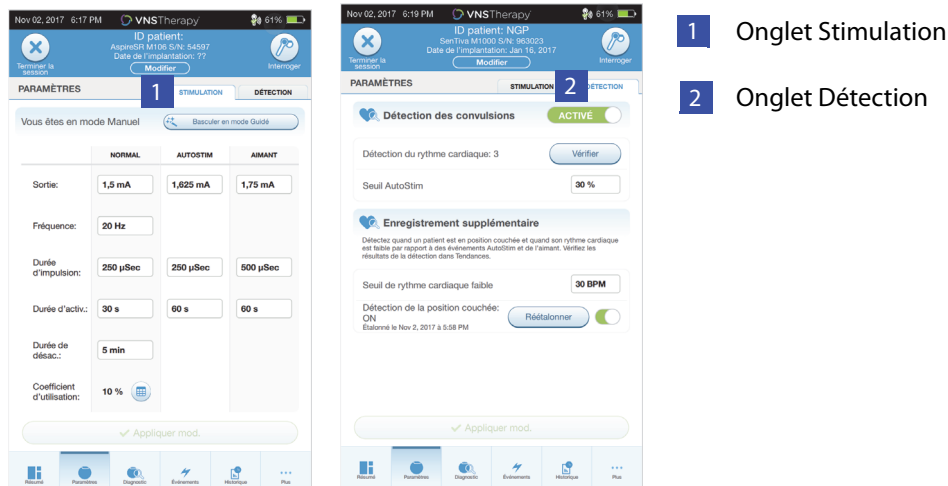 Nov 02, 2017 6:17 PM VNSTherapy 61%
ID patient:
AspireSR M106 S/N: 54597
Date de l'implantation: ??
Modifier
Terminer la session
Interroger
PARAMÈTRES 1 STIMULATION DÉTECTION
Vous êtes en mode Manuel Basculer en mode Guidé
NORMAL AUTOSTIM AIMANT
Sortie: 1,5 mA 1,625 mA 1,75 mA
Fréquence: 20 Hz
Durée d'impulsion: 250 µSec 250 µSec 500 µSec
Durée d'activ.: 30 s 60 s 60 s
Durée de désac.: 5 min
Coefficient d'utilisation: 10 %
Appliquer mod.
Résumé Paramètres Diagnostic Événements Historique Plus
Nov 02, 2017 6:19 PM VNSTherapy 61%
ID patient: NGP
SenTiva M1000 S/N: 963023
Date de l'implantation: Jan 16, 2017
Modifier
Terminer la session
Interroger
PARAMÈTRES STIMULATION 2 DÉTECTION
Détection des convulsions ACTIVÉ
Détection du rythme cardiaque: 3 Vérifier
Seuil AutoStim 30 %
Enregistrement supplémentaire
Détectez quand un patient est en position couchée et quand son rythme cardiaque
est faible par rapport à des événements AutoStim et de l'aimant. Vérifiez les
résultats de la détection dans Tendances.
Seuil de rythme cardiaque faible 30 BPM
Détection de la position couchée:
ON
Étalonné le Nov 2, 2017 à 5:58 PM
Réétalonner
Appliquer mod.
Résumé Paramètres Diagnostic Événements Historique Plus
1 Onglet Stimulation
2 Onglet Détection